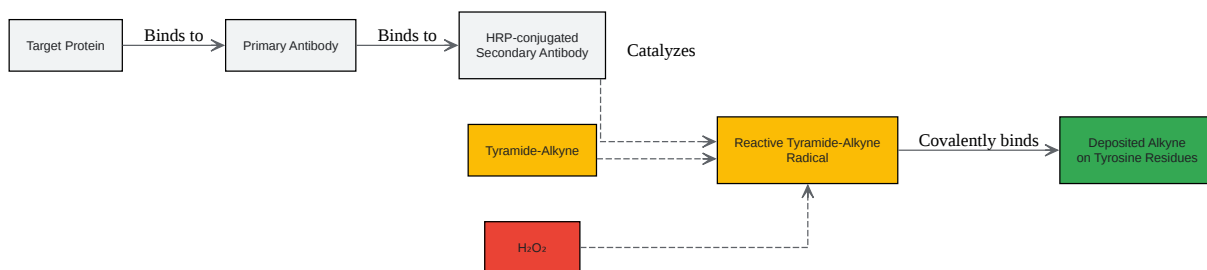 Target Protein
Binds to
Primary Antibody
Binds to
HRP-conjugated
Secondary Antibody
Catalyzes
Tyramide-Alkyne
Reactive Tyramide-Alkyne
Radical
Covalently binds
Deposited Alkyne
on Tyrosine Residues
H₂O₂